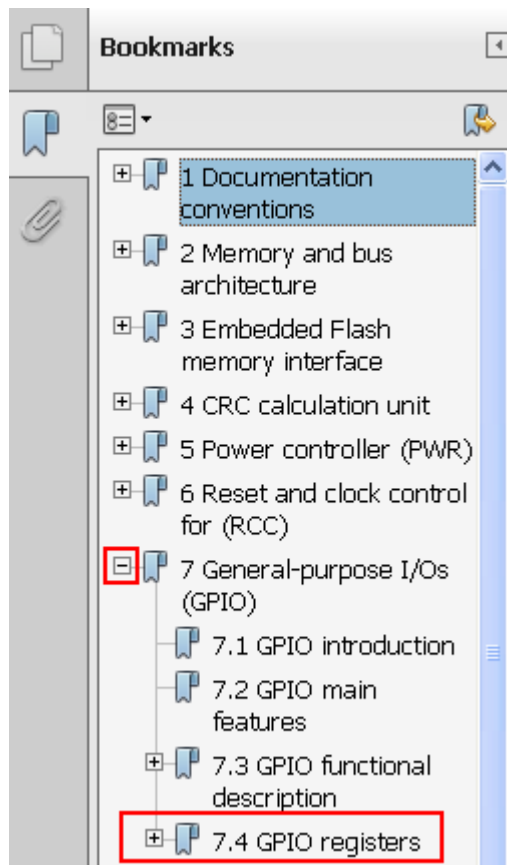 Bookmarks
1 Documentation
conventions
2 Memory and bus
architecture
3 Embedded Flash
memory interface
4 CRC calculation unit
5 Power controller (PWR)
6 Reset and clock control
for (RCC)
7 General-purpose I/Os
(GPIO)
7.1 GPIO introduction
7.2 GPIO main
features
7.3 GPIO functional
description
7.4 GPIO registers